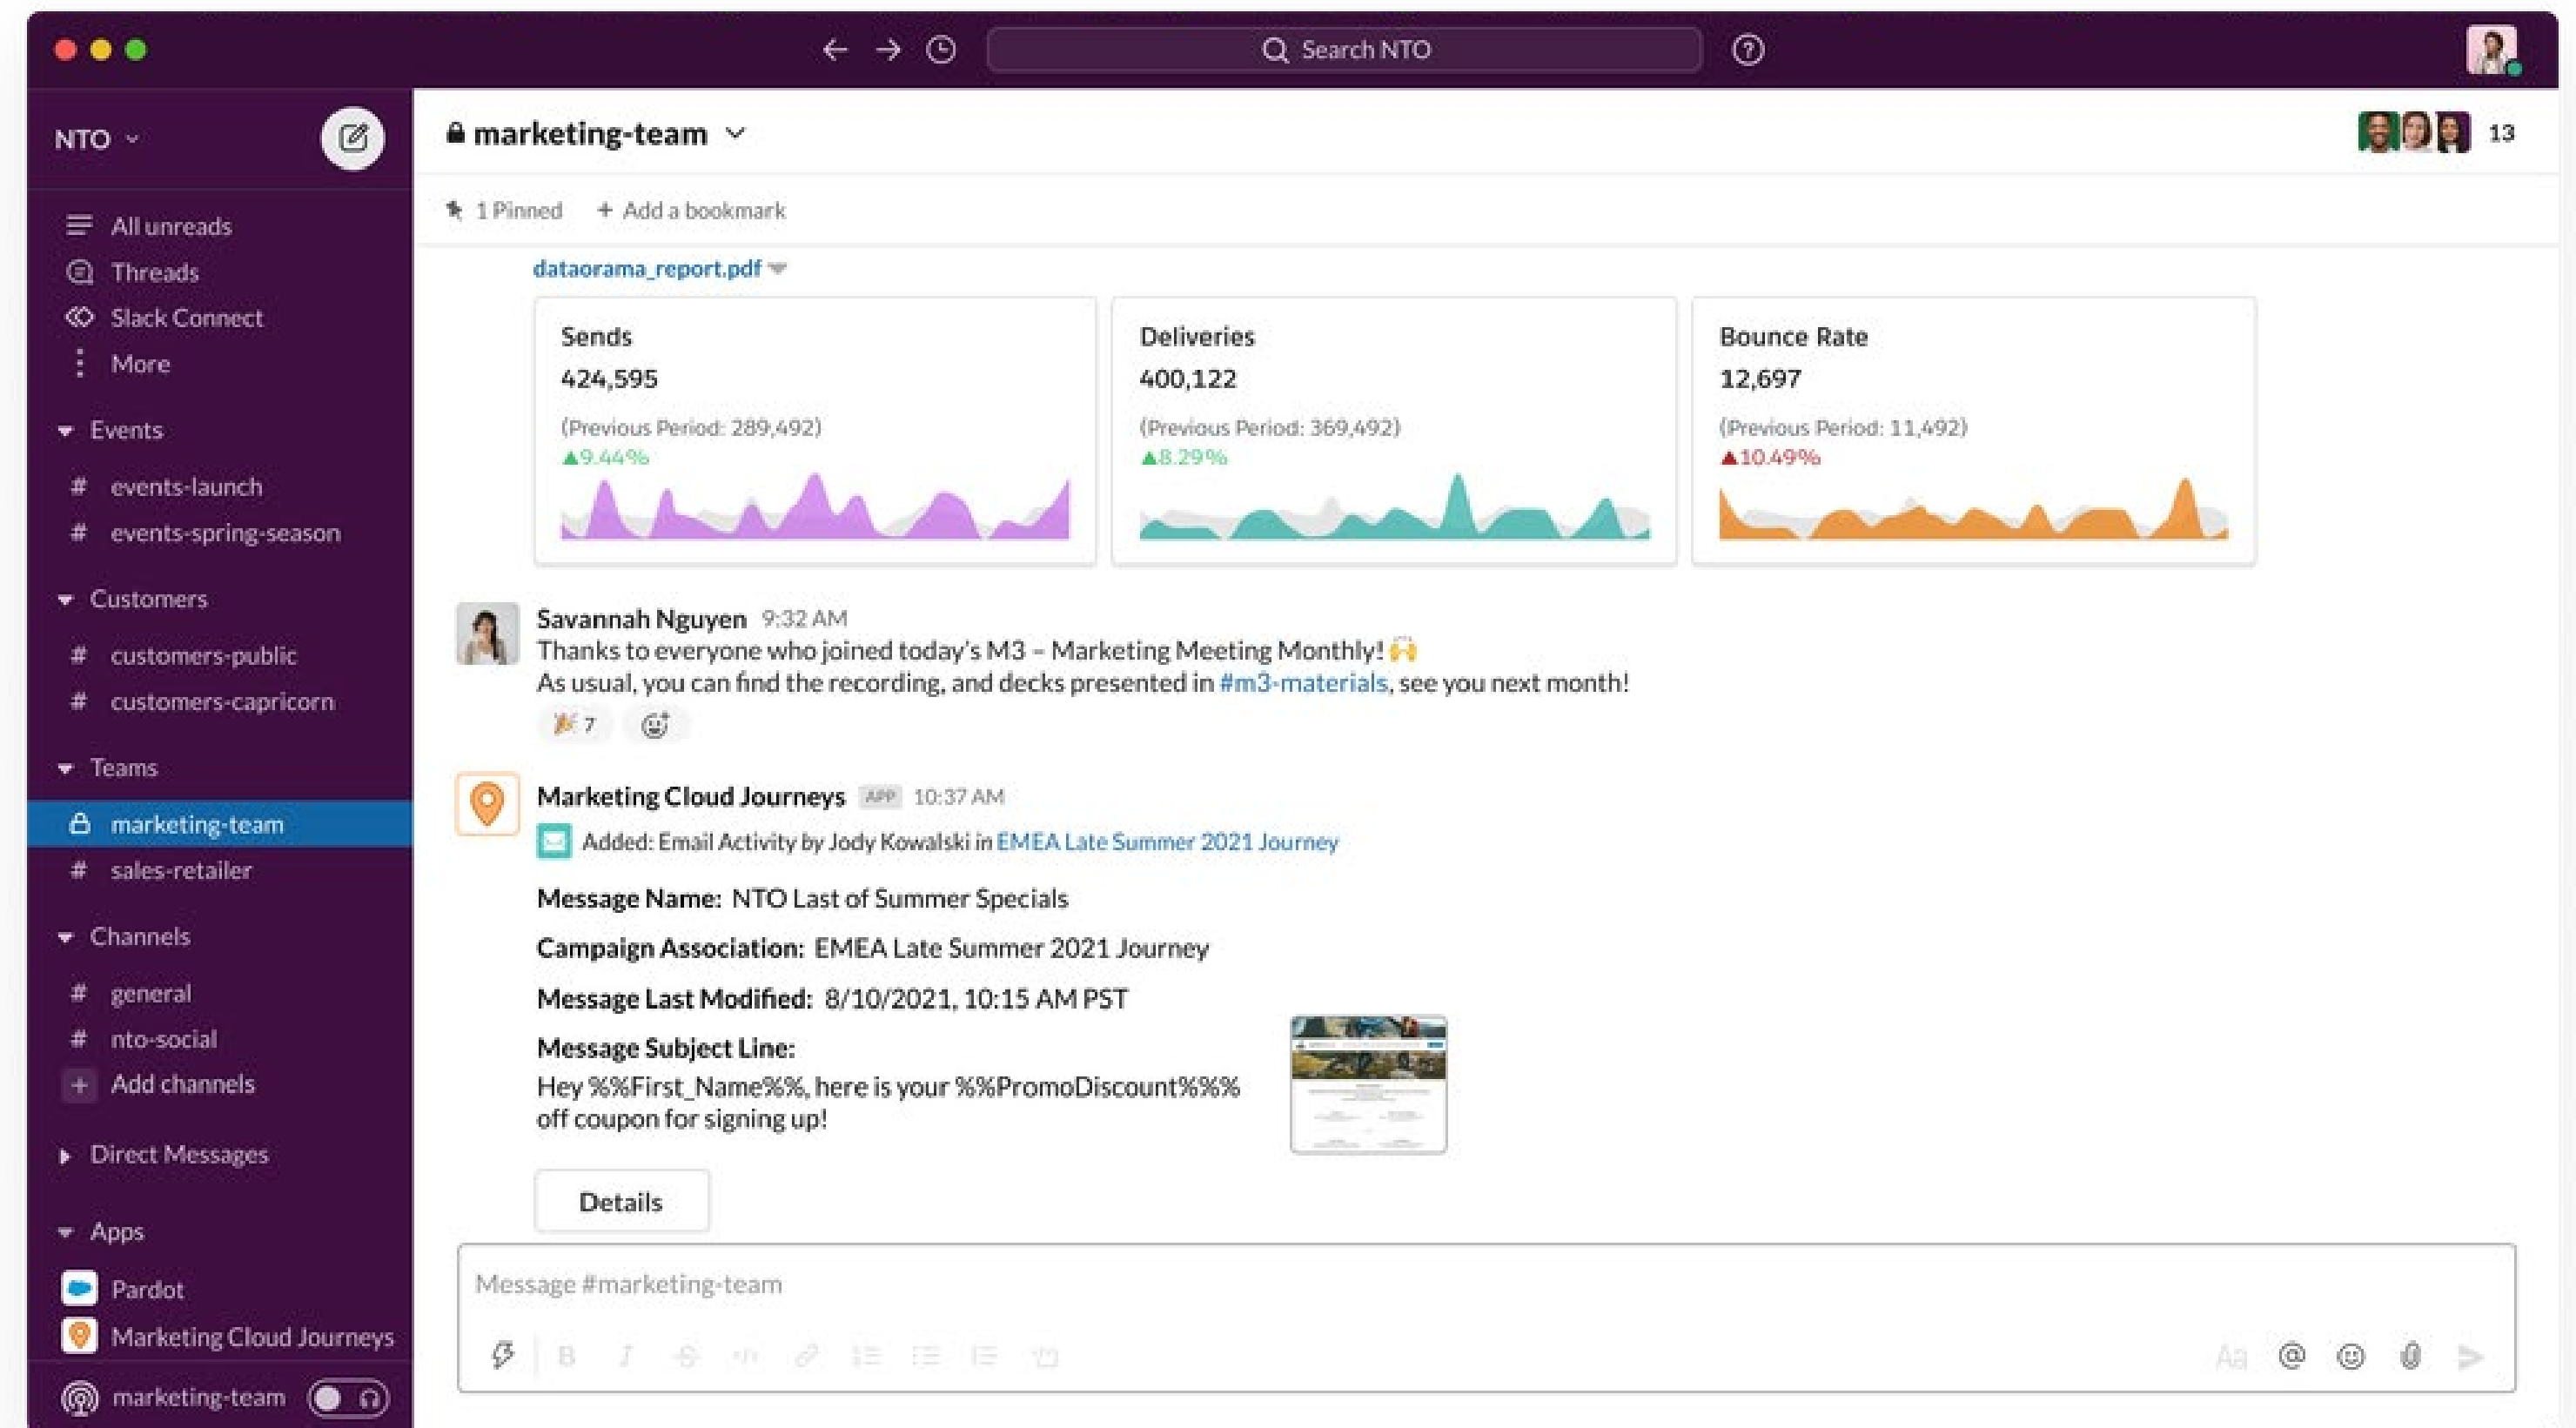 Search NTO
NTO
marketing-team
13
1 Pinned + Add a bookmark
All unreads
Threads
Slack Connect
More
Events
# events-launch
# events-spring-season
Customers
# customers-public
# customers-capricorn
Teams
marketing-team
# sales-retailer
Channels
# general
# nto-social
+ Add channels
Direct Messages
Apps
Pardot
Marketing Cloud Journeys
marketing-team
dataorama_report.pdf
Sends
424,595
(Previous Period: 289,492)
▲9.44%
Deliveries
400,122
(Previous Period: 369,492)
▲8.29%
Bounce Rate
12,697
(Previous Period: 11,492)
▲10.49%
Savannah Nguyen 9:32 AM
Thanks to everyone who joined today's M3 – Marketing Meeting Monthly! 🙌
As usual, you can find the recording, and decks presented in #m3-materials, see you next month!
🎉 7
Marketing Cloud Journeys APP 10:37 AM
Added: Email Activity by Jody Kowalski in EMEA Late Summer 2021 Journey
Message Name: NTO Last of Summer Specials
Campaign Association: EMEA Late Summer 2021 Journey
Message Last Modified: 8/10/2021, 10:15 AM PST
Message Subject Line:
Hey %%First_Name%%, here is your %%PromoDiscount%%%
off coupon for signing up!
Details
Message #marketing-team
B I S </>
Aa @